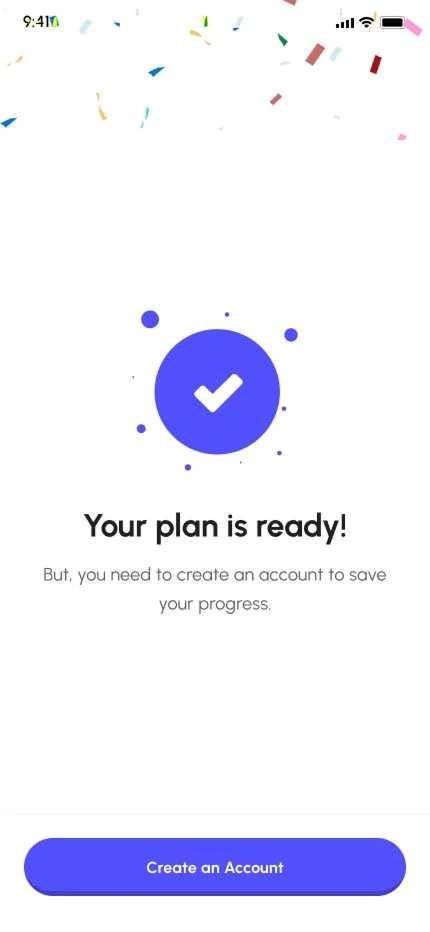 9:41
Your plan is ready!
But, you need to create an account to save
your progress.
Create an Account